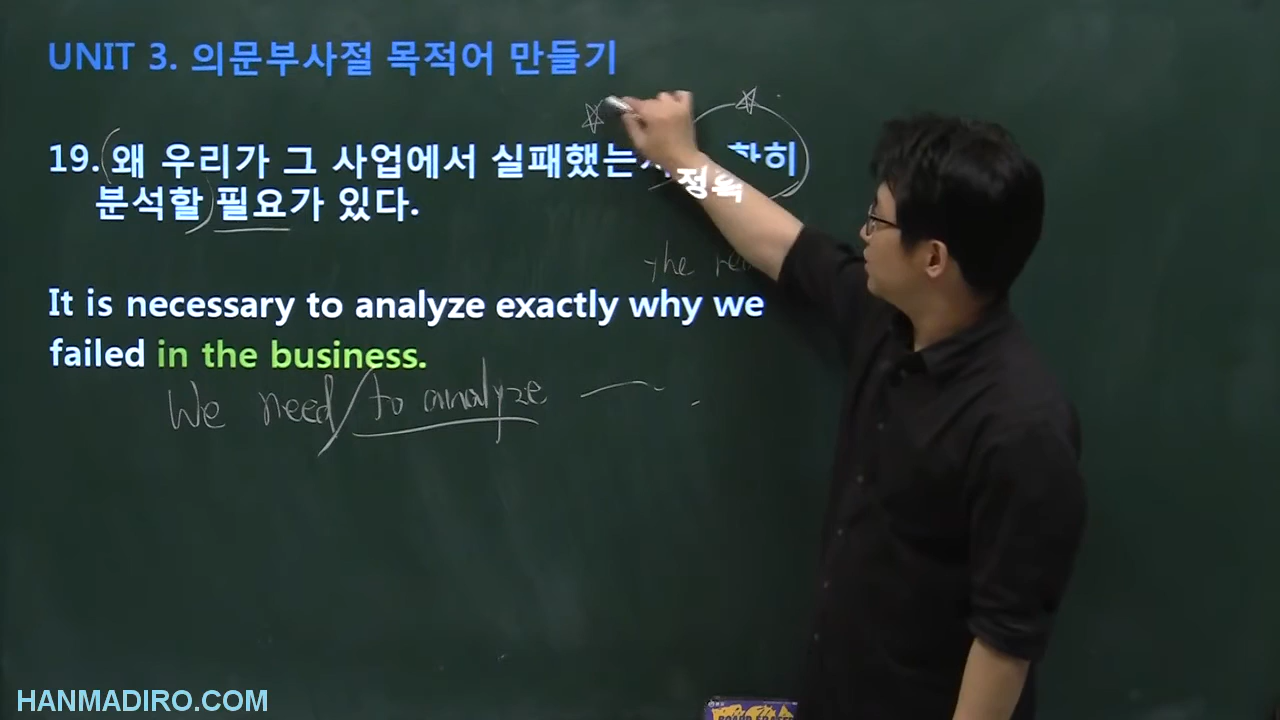 UNIT 3. 의문부사절 목적어 만들기
19. 왜 우리가 그 사업에서 실패했는지 정확히
분석할 필요가 있다.
the
It is necessary to analyze exactly why we
failed in the business.
We need to analyze
HANMADIRO.COM